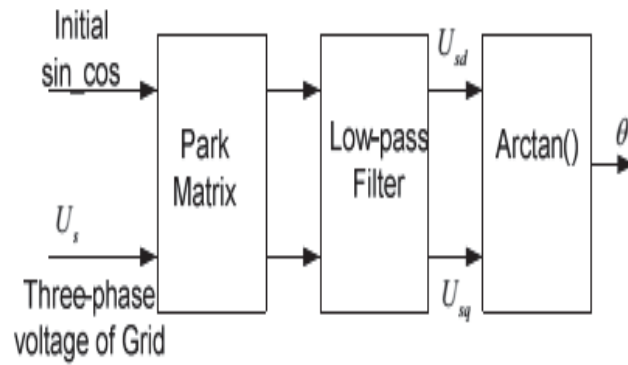 Initial
sin_cos
Park
Matrix
Low-pass
Filter
U_sd
Arctan()
θ
U_s
Three-phase
voltage of Grid
U_sq